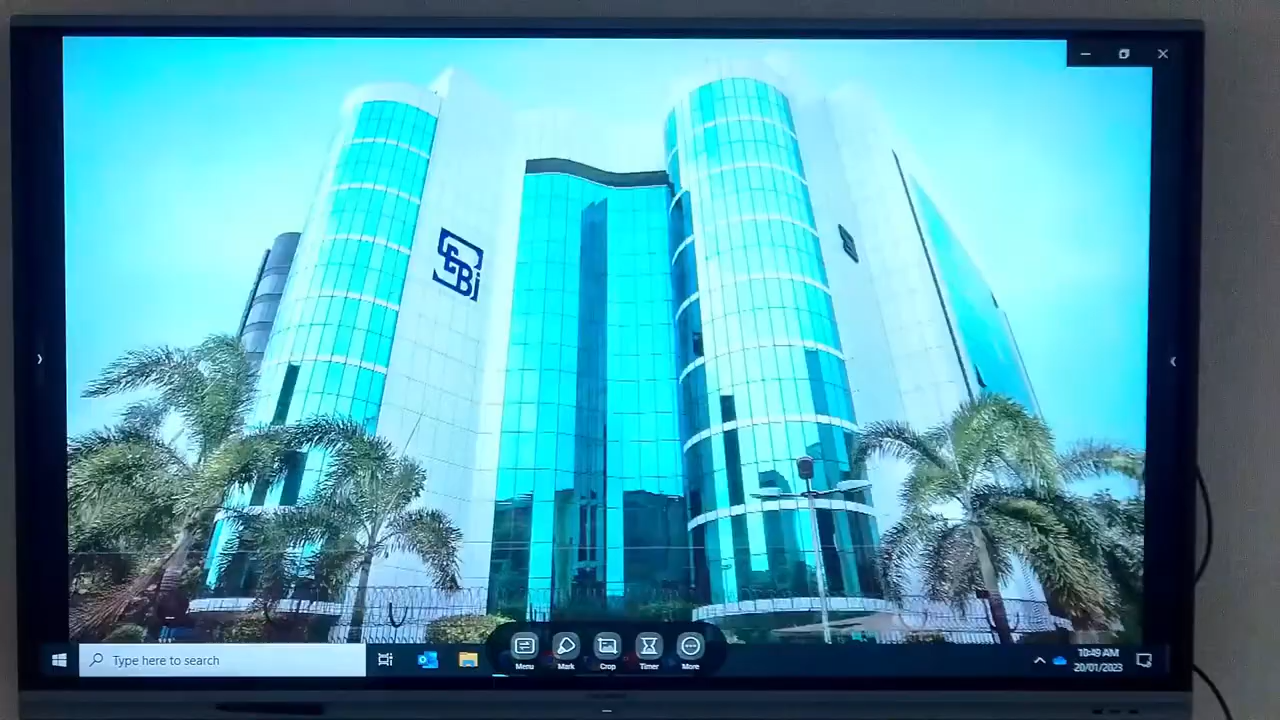 SEBi
Type here to search
Menu
Mark
Crop
Timer
More
10:49 AM
20/01/2023